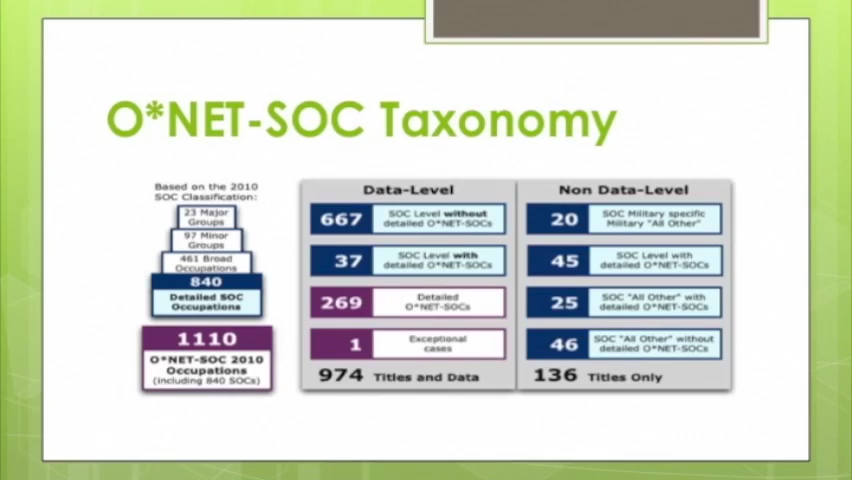 O*NET-SOC Taxonomy
Based on the 2010
SOC Classification:
23 Major
Groups
97 Minor
Groups
461 Broad
Occupations
840
Detailed SOC
Occupations
1110
O*NET-SOC 2010
Occupations
(including 840 SOCs)
Data-Level
667
SOC Level without
detailed O*NET-SOCs
37
SOC Level with
detailed O*NET-SOCs
269
Detailed
O*NET-SOCs
1
Exceptional
cases
974 Titles and Data
Non Data-Level
20
SOC Military specific
Military "All Other"
45
SOC Level with
detailed O*NET-SOCs
25
SOC "All Other" with
detailed O*NET-SOCs
46
SOC "All Other" without
detailed O*NET-SOCs
136 Titles Only